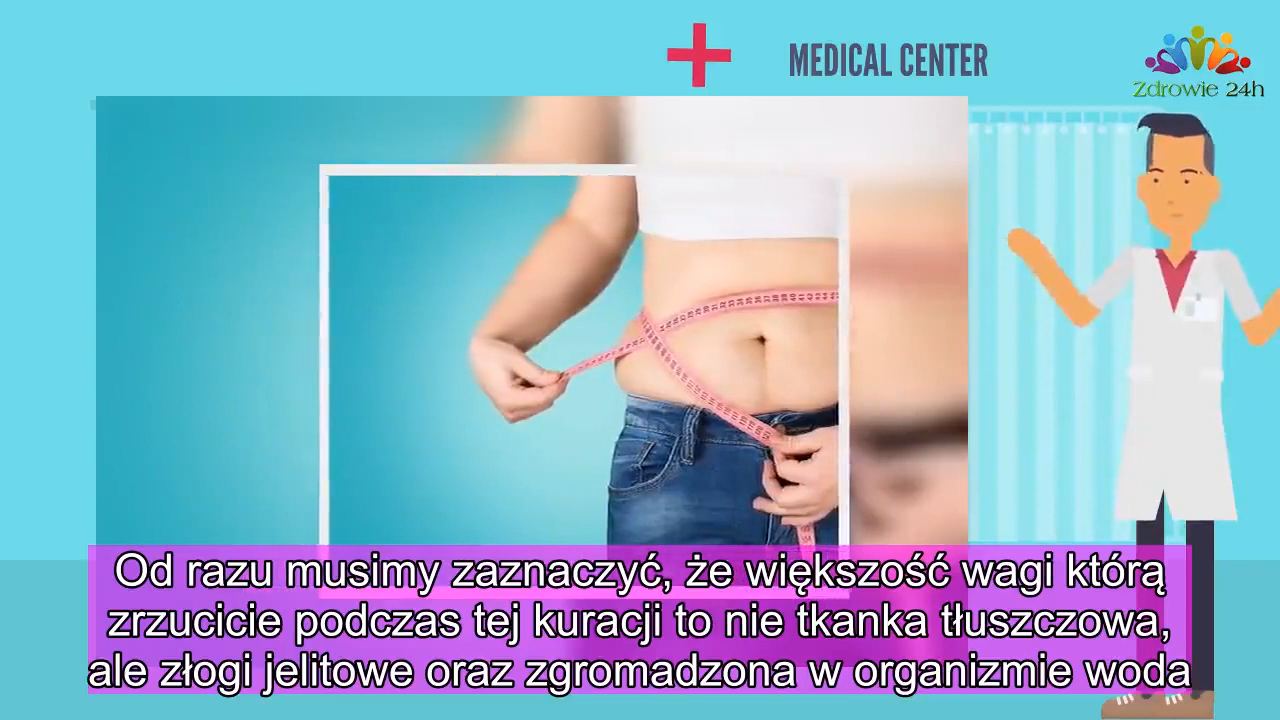 MEDICAL CENTER
Zdrowie 24h
Od razu musimy zaznaczyć, że większość wagi którą
zrzucicie podczas tej kuracji to nie tkanka tłuszczowa,
ale złogi jelitowe oraz zgromadzona w organizmie woda